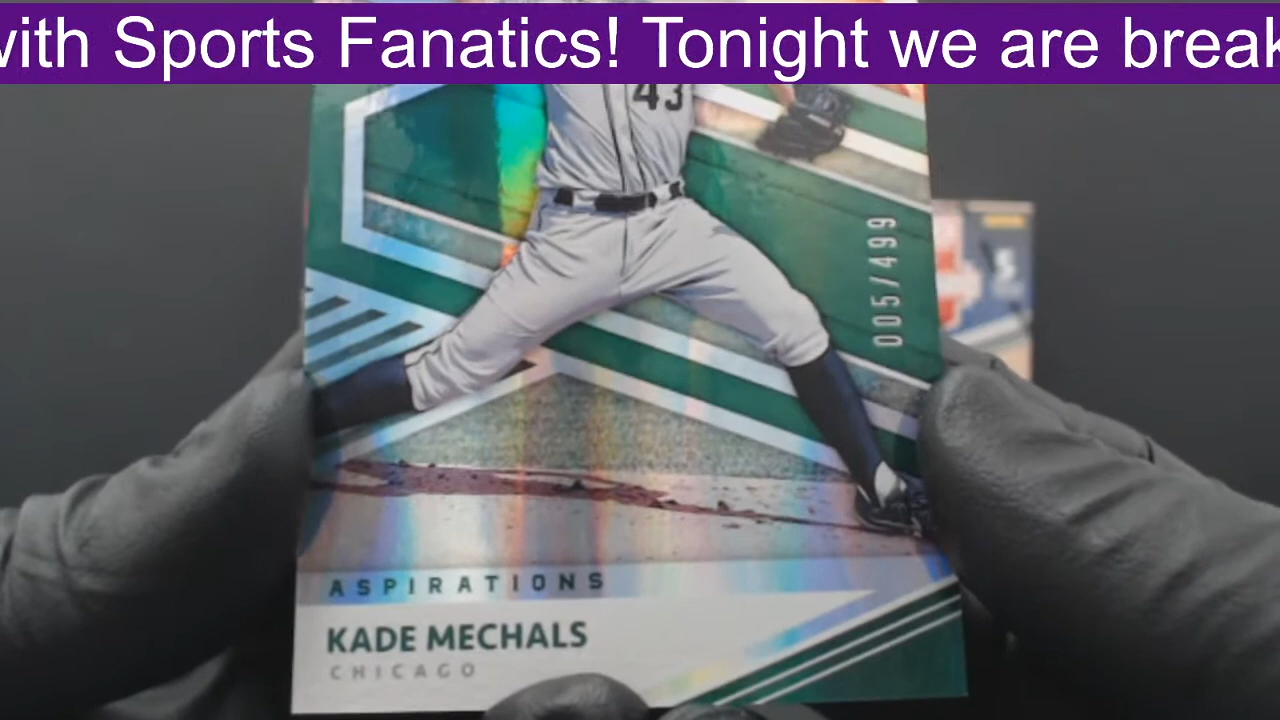 with Sports Fanatics! Tonight we are break
43
005/499
ASPIRATIONS
KADE MECHALS
CHICAGO